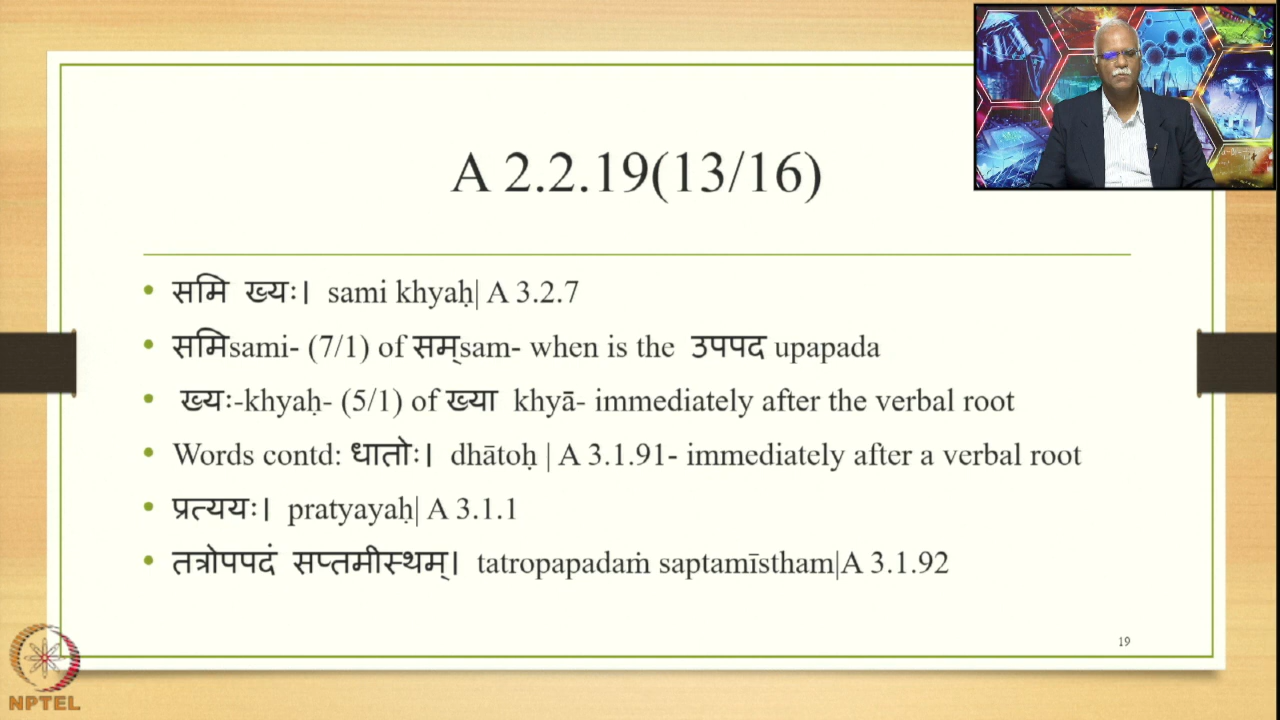 A 2.2.19(13/16)
समि ख्यः। sami khyaḥ| A 3.2.7
समिsami- (7/1) of सम्sam- when is the उपपद upapada
ख्यः-khyaḥ- (5/1) of ख्या khyā- immediately after the verbal root
Words contd: धातोः। dhātoḥ | A 3.1.91- immediately after a verbal root
प्रत्ययः। pratyayaḥ| A 3.1.1
तत्रोपपदं सप्तमीस्थम्। tatropapadaṁ saptamīstham|A 3.1.92
19
NPTEL